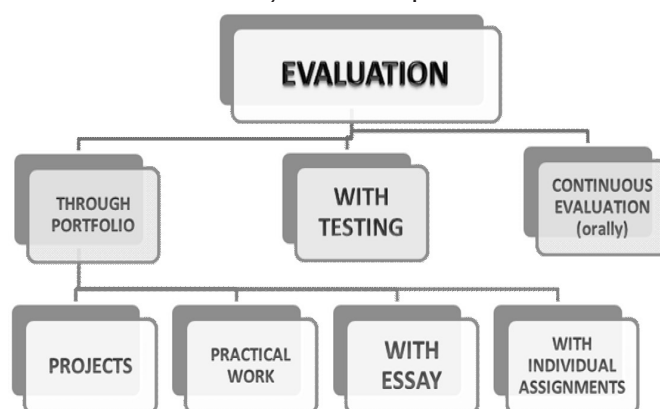 EVALUATION
THROUGH
PORTFOLIO
WITH
TESTING
CONTINUOUS
EVALUATION
(orally)
PROJECTS
PRACTICAL
WORK
WITH
ESSAY
WITH
INDIVIDUAL
ASSIGNMENTS